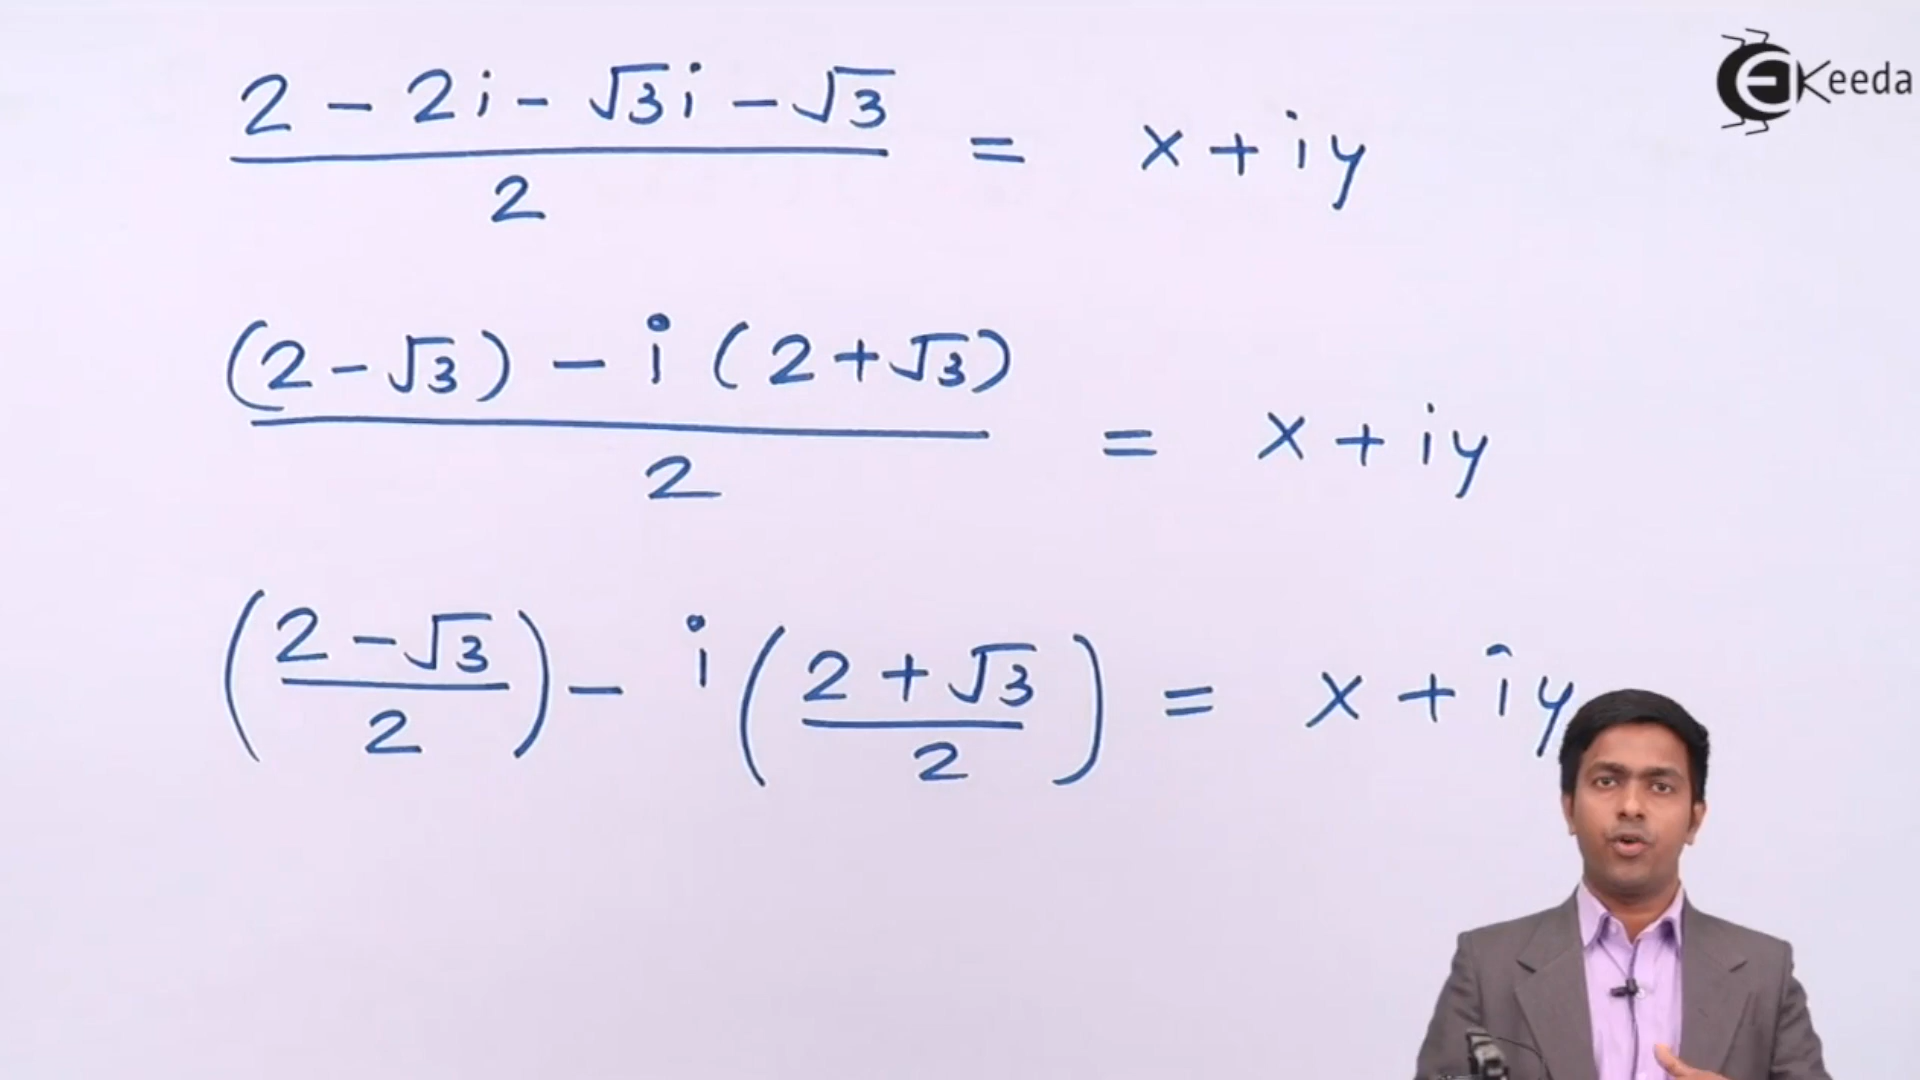 Keeda
2 - 2i - √3i - √3 / 2 = x + iy
(2 - √3) - i (2 + √3) / 2 = x + iy
(2 - √3 / 2) - i (2 + √3 / 2) = x + iy